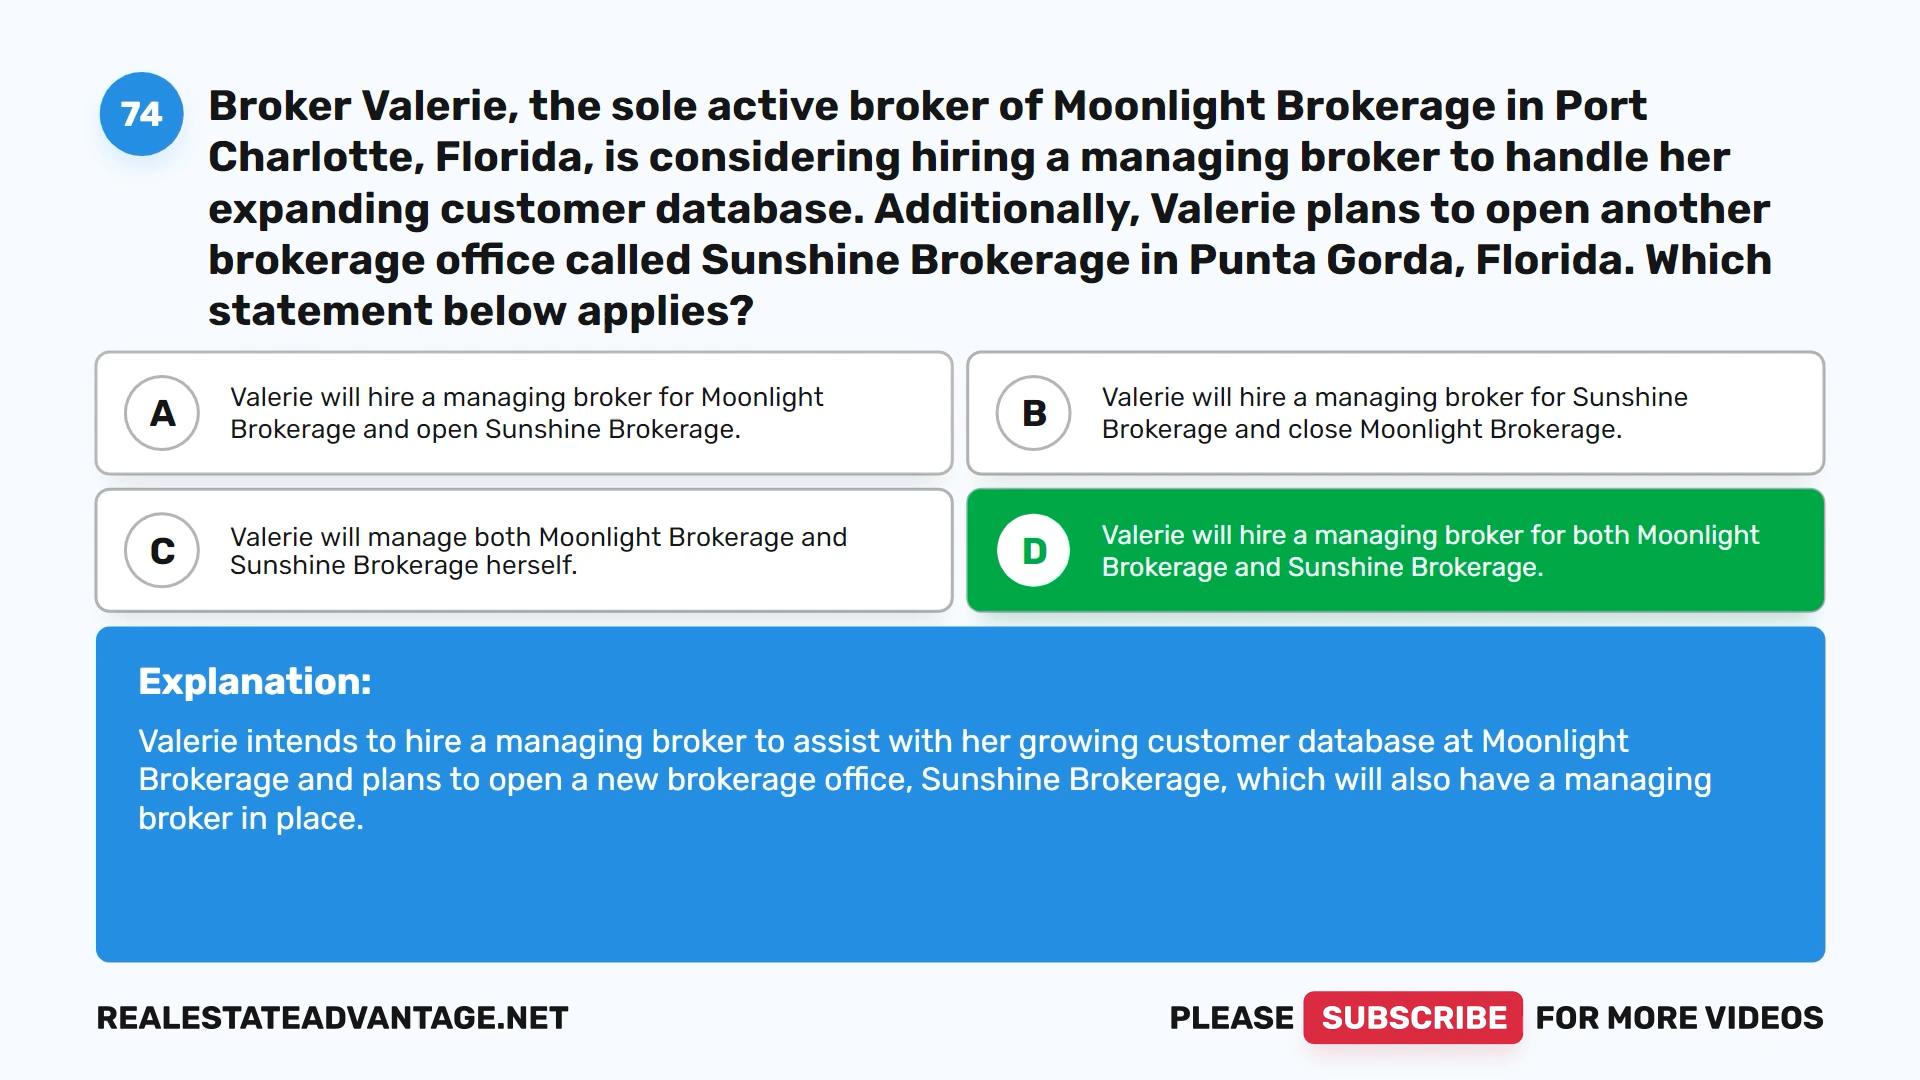 74
Broker Valerie, the sole active broker of Moonlight Brokerage in Port
Charlotte, Florida, is considering hiring a managing broker to handle her
expanding customer database. Additionally, Valerie plans to open another
brokerage office called Sunshine Brokerage in Punta Gorda, Florida. Which
statement below applies?
A
Valerie will hire a managing broker for Moonlight
Brokerage and open Sunshine Brokerage.
B
Valerie will hire a managing broker for Sunshine
Brokerage and close Moonlight Brokerage.
C
Valerie will manage both Moonlight Brokerage and
Sunshine Brokerage herself.
D
Valerie will hire a managing broker for both Moonlight
Brokerage and Sunshine Brokerage.
Explanation:
Valerie intends to hire a managing broker to assist with her growing customer database at Moonlight
Brokerage and plans to open a new brokerage office, Sunshine Brokerage, which will also have a managing
broker in place.
REALESTATEADVANTAGE.NET
PLEASE SUBSCRIBE FOR MORE VIDEOS